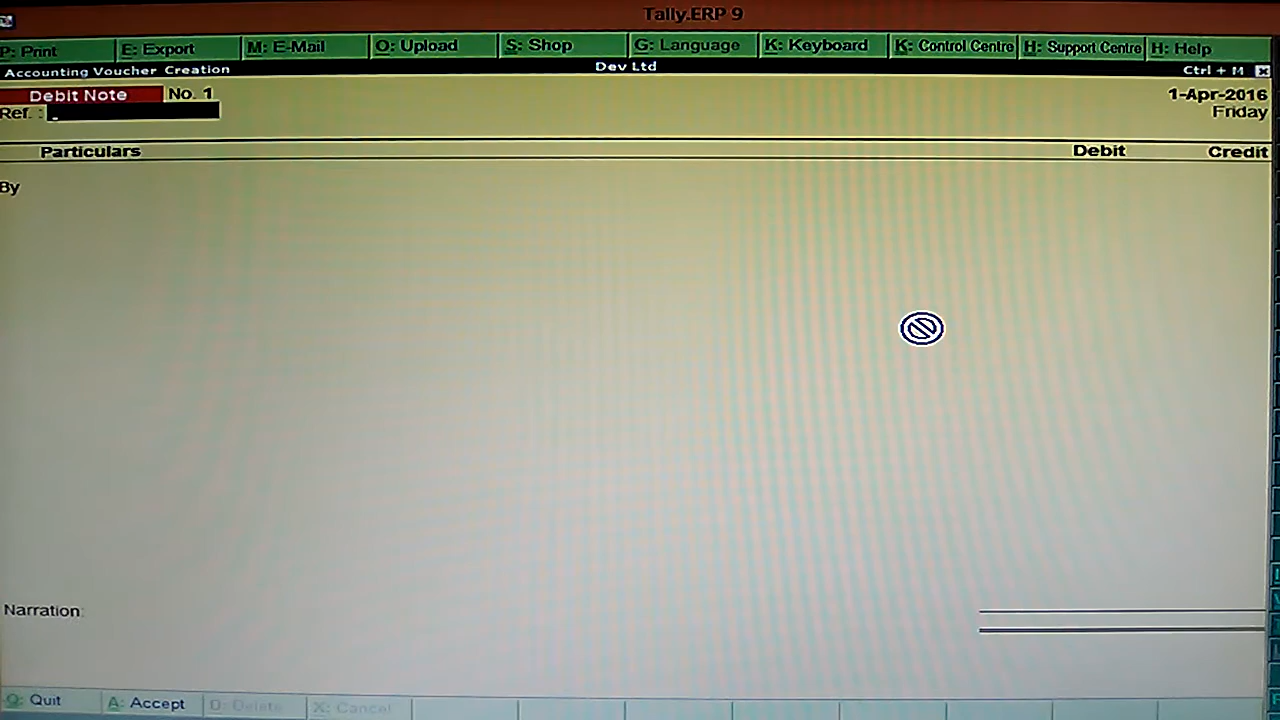 Tally.ERP 9
P: Print E: Export M: E-Mail O: Upload S: Shop G: Language K: Keyboard K: Control Centre H: Support Centre H: Help
Accounting Voucher Creation Dev Ltd Ctrl + M
Debit Note No. 1 1-Apr-2016
Ref. : Friday
Particulars Debit Credit
By
Narration:
Q: Quit A: Accept D: Delete X: Cancel